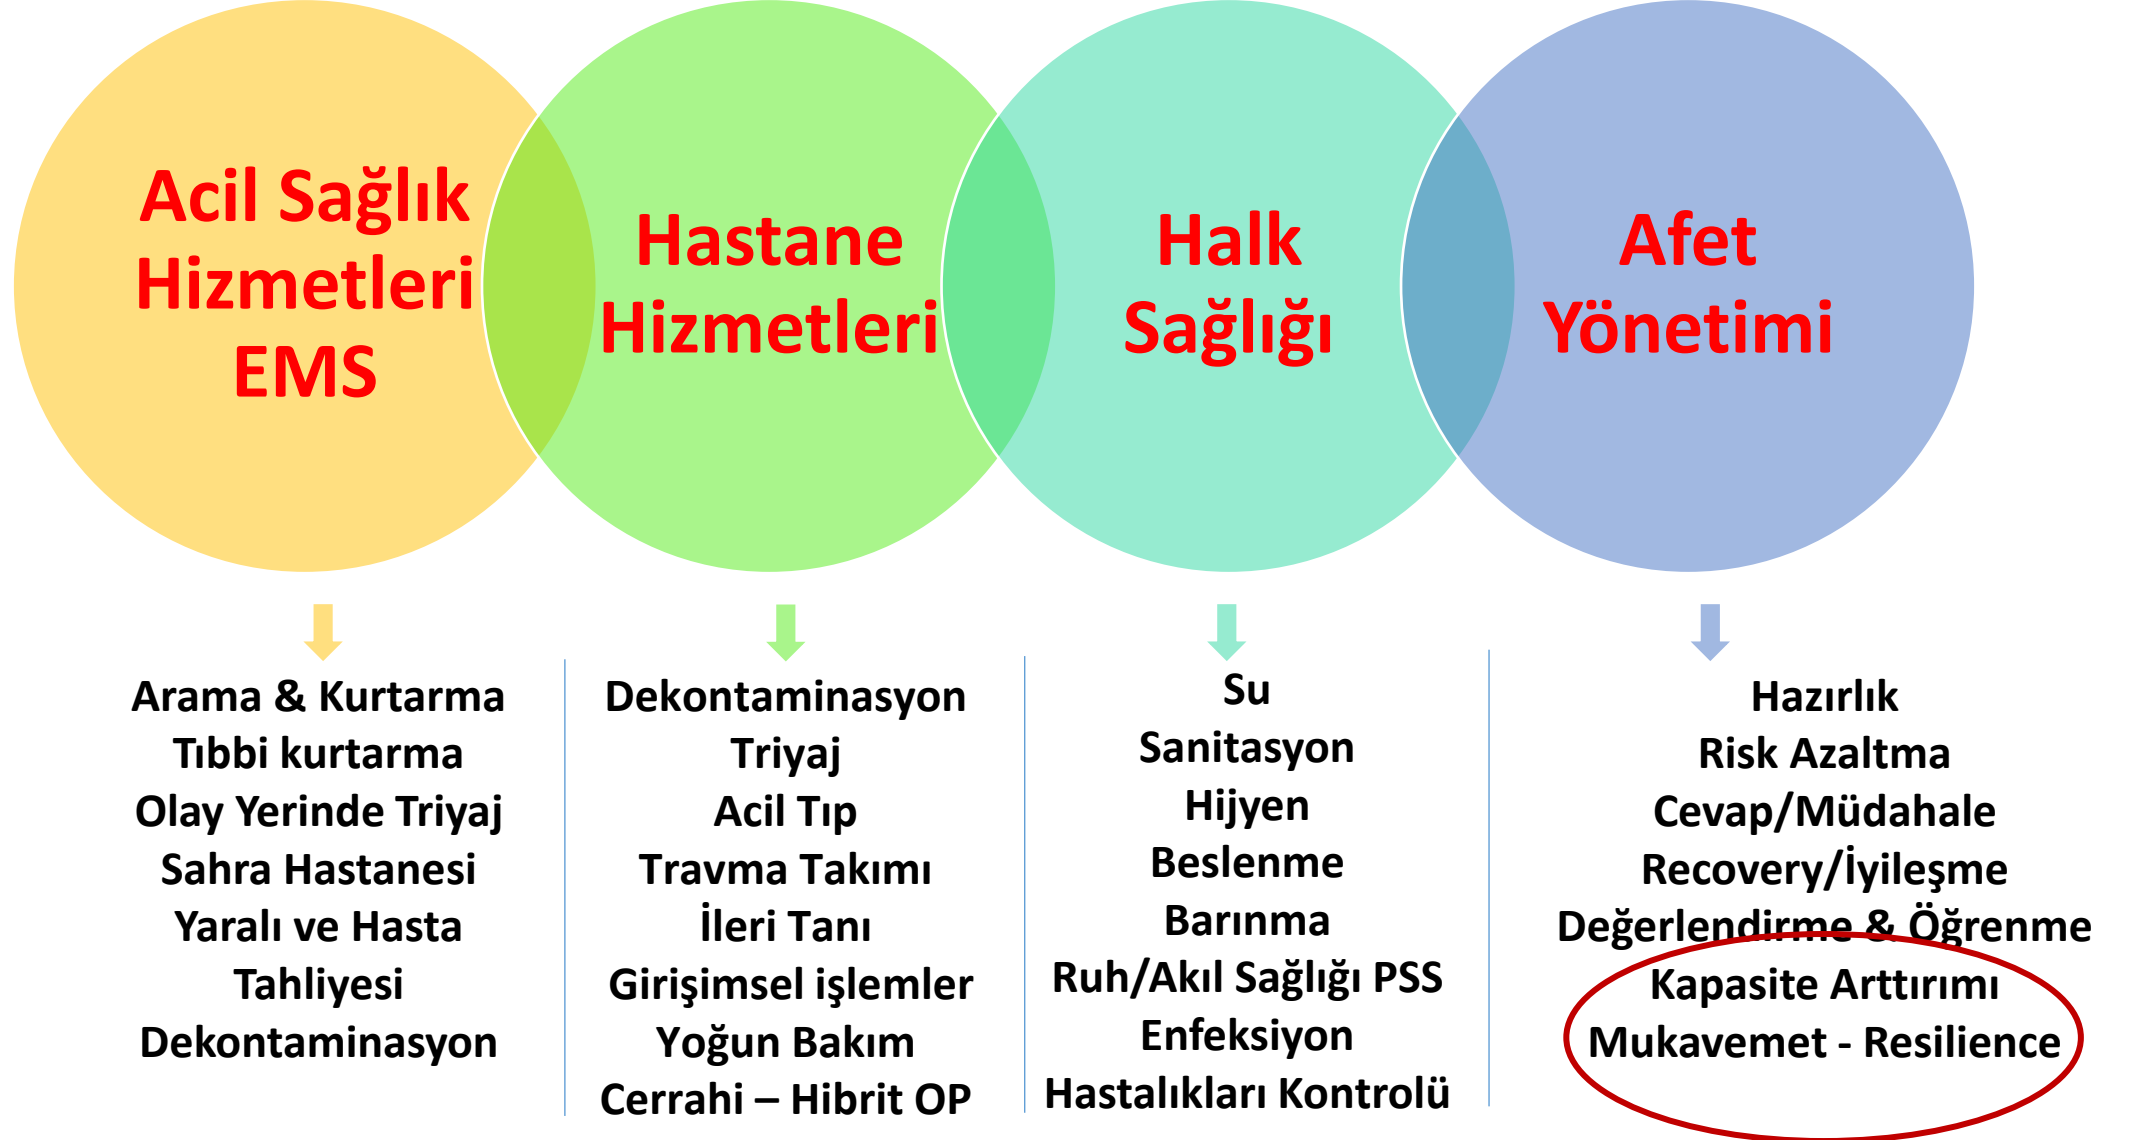 Acil Sağlık
Hizmetleri
EMS
Hastane
Hizmetleri
Halk
Sağlığı
Afet
Yönetimi
Arama & Kurtarma
Tıbbi kurtarma
Olay Yerinde Triyaj
Sahra Hastanesi
Yaralı ve Hasta
Tahliyesi
Dekontaminasyon
Dekontaminasyon
Triyaj
Acil Tıp
Travma Takımı
İleri Tanı
Girişimsel işlemler
Yoğun Bakım
Cerrahi – Hibrit OP
Su
Sanitasyon
Hijyen
Beslenme
Barınma
Ruh/Akıl Sağlığı PSS
Enfeksiyon
Hastalıkları Kontrolü
Hazırlık
Risk Azaltma
Cevap/Müdahale
Recovery/İyileşme
Değerlendirme & Öğrenme
Kapasite Arttırımı
Mukavemet - Resilience